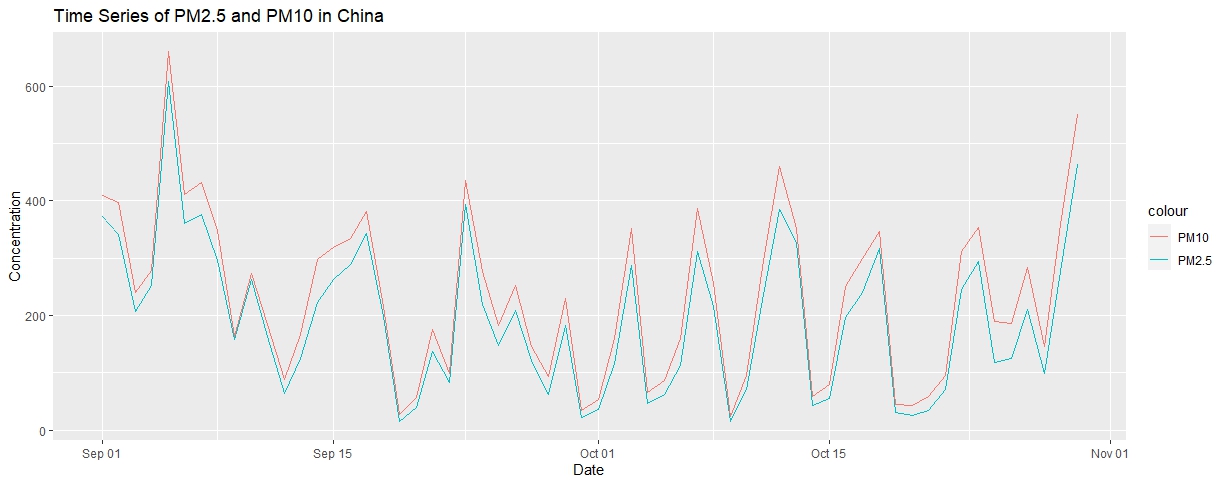 Time Series of PM2.5 and PM10 in China
Concentration
600
400
200
0
Sep 01
Sep 15
Oct 01
Oct 15
Nov 01
Date
colour
PM10
PM2.5